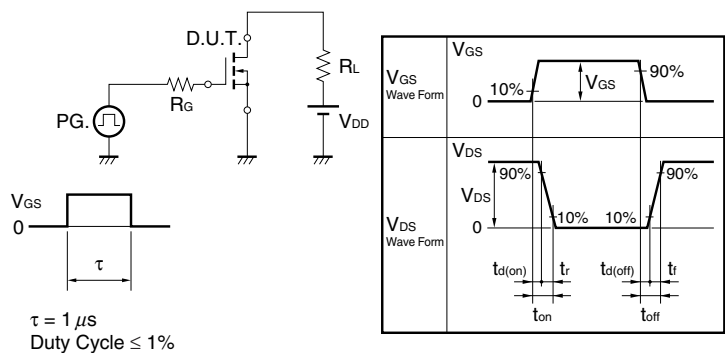 D.U.T.
RL
RG
PG.
VDD
VGS
0
τ
τ = 1 μs
Duty Cycle ≤ 1%
VGS
Wave Form
VGS
10%
0
VGS
90%
VDS
Wave Form
VDS
90%
VDS
0
10%
10%
90%
td(on)
tr
td(off)
tf
ton
toff